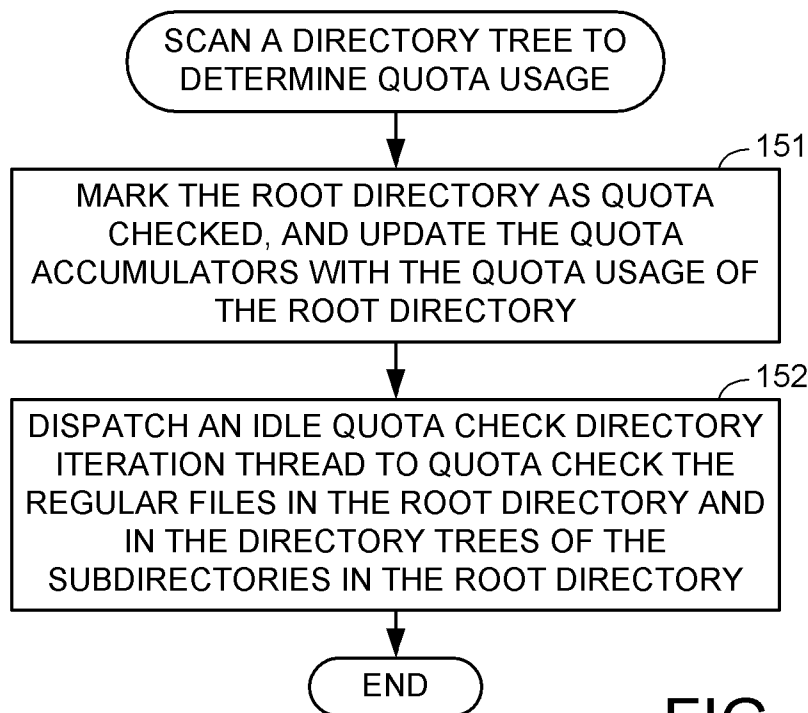 SCAN A DIRECTORY TREE TO
DETERMINE QUOTA USAGE
151
MARK THE ROOT DIRECTORY AS QUOTA
CHECKED, AND UPDATE THE QUOTA
ACCUMULATORS WITH THE QUOTA USAGE OF
THE ROOT DIRECTORY
152
DISPATCH AN IDLE QUOTA CHECK DIRECTORY
ITERATION THREAD TO QUOTA CHECK THE
REGULAR FILES IN THE ROOT DIRECTORY AND
IN THE DIRECTORY TREES OF THE
SUBDIRECTORIES IN THE ROOT DIRECTORY
END